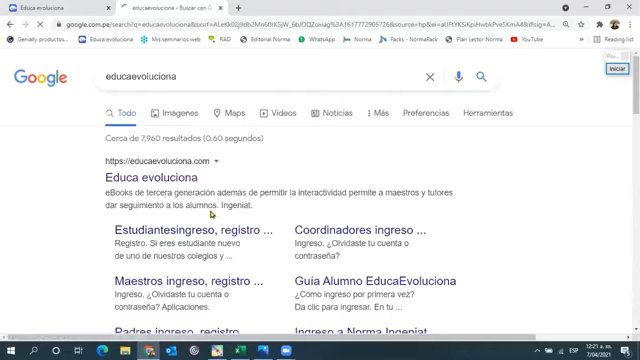 Educa evoluciona
educaevoluciona - Buscar con G
google.com.pe/search?q=educaevoluciona&
Genially productions...
Educa evoluciona
Mis webinarios
RAD
Editorial Norma
WhatsApp
Norma
Packs - NormaPack
Plan Lector Norma
YouTube
»
Reading list
Iniciar
Google
educaevoluciona
Todo
Imágenes
Maps
Videos
Noticias
Más
Preferencias
Herramientas
Cerca de 7,960 resultados (0,60 segundos)
https://educaevoluciona.com
Educa evoluciona
eBooks de tercera generación además de permitir la interactividad permite a maestros y tutores
dar seguimiento a los alumnos. Ingeniat.
Estudiantesingreso, registro ...
Registro. Si eres estudiante nuevo
de uno de nuestros colegios y ...
Coordinadores ingreso ...
Ingreso. ¿Olvidaste tu cuenta o
contraseña?
Maestros ingreso, registro ...
Ingreso. ¿Olvidaste tu cuenta o
contraseña? Aplicaciones.
Guía Alumno EducaEvoluciona
¿Cómo ingreso por primera vez?
Da clic para ingresar. En tu ...
Padres ingreso, registro ...
Ingreso a Norma Ingeniat
ESP
12:21 a. m.
7/04/2021